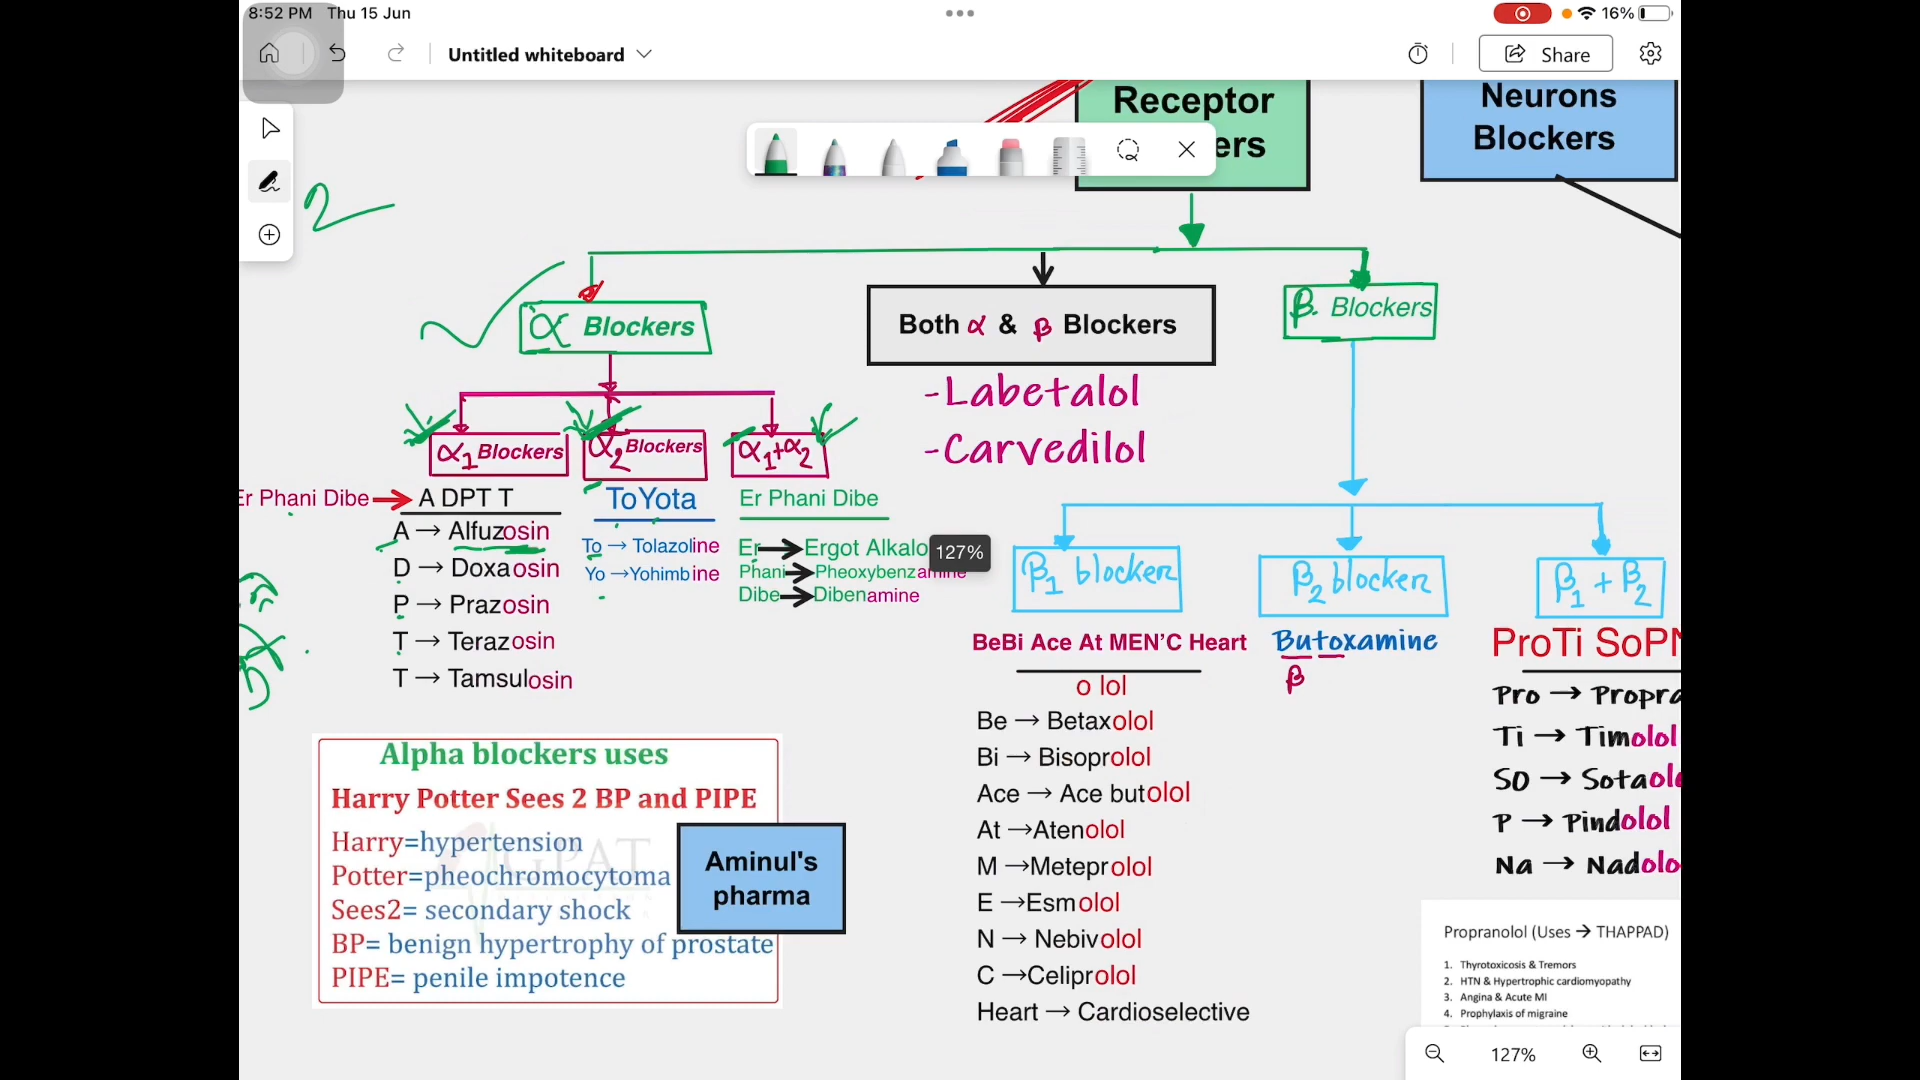 8:52 PM Thu 15 Jun
16%
Untitled whiteboard
Share
Receptor
ers
Neurons
Blockers
2
α Blockers
Both α & β Blockers
β Blockers
-Labetalol
-Carvedilol
α1 Blockers
α2 Blockers
α1+α2
Er Phani Dibe
A DPT T
A → Alfuzosin
D → Doxaosin
P → Prazosin
T → Terazosin
T → Tamsulosin
ToYota
To → Tolazoline
Yo →Yohimbine
Er Phani Dibe
Er Ergot Alkalo
Phani Pheoxybenzamine
Dibe Dibenamine
127%
β1 blocker
β2 blocker
β1 + β2
BeBi Ace At MEN'C Heart
o lol
Be → Betaxolol
Bi → Bisoprolol
Ace → Ace butolol
At →Atenolol
M →Meteprolol
E →Esmolol
N → Nebivolol
C →Celiprolol
Heart → Cardioselective
Butoxamine
β
ProTi SoPN
Pro → Propra
Ti → Timolol
SO → Sotaolo
P → Pindolol
Na → Nadolo
Alpha blockers uses
Harry Potter Sees 2 BP and PIPE
Harry=hypertension
Potter=pheochromocytoma
Sees2= secondary shock
BP= benign hypertrophy of prostate
PIPE= penile impotence
GPAT
Aminul's
pharma
Propranolol (Uses → THAPPAD)
1. Thyrotoxicosis & Tremors
2. HTN & Hypertrophic cardiomyopathy
3. Angina & Acute MI
4. Prophylaxis of migraine
127%